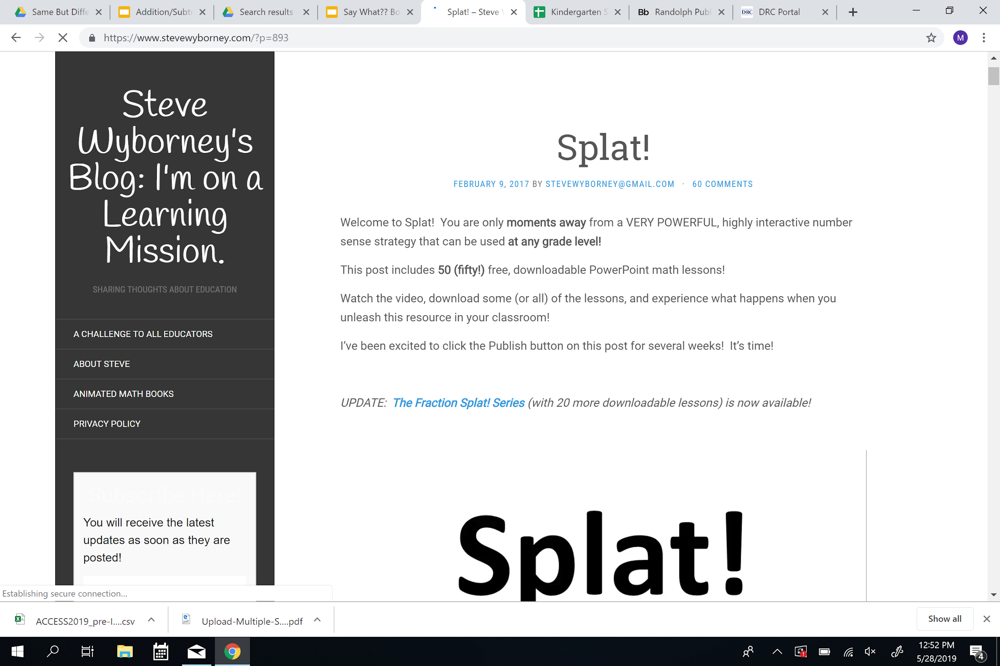 Same But Diffe
Addition/Subtr
Search results -
Say What?? Bo
Splat! – Steve W
Kindergarten S
Bb Randolph Publ
DRC DRC Portal
https://www.stevewyborney.com/?p=893
M
Steve
Wyborney's
Blog: I'm on a
Learning
Mission.
SHARING THOUGHTS ABOUT EDUCATION
A CHALLENGE TO ALL EDUCATORS
ABOUT STEVE
ANIMATED MATH BOOKS
PRIVACY POLICY
Subscribe Here!
You will receive the latest
updates as soon as they are
posted!
Splat!
FEBRUARY 9, 2017 BY STEVEWYBORNEY@GMAIL.COM · 60 COMMENTS
Welcome to Splat!  You are only moments away from a VERY POWERFUL, highly interactive number
sense strategy that can be used at any grade level!
This post includes 50 (fifty!) free, downloadable PowerPoint math lessons!
Watch the video, download some (or all) of the lessons, and experience what happens when you
unleash this resource in your classroom!
I’ve been excited to click the Publish button on this post for several weeks!  It’s time!
UPDATE:  The Fraction Splat! Series (with 20 more downloadable lessons) is now available!
Splat!
Establishing secure connection...
ACCESS2019_pre-l....csv
Upload-Multiple-S....pdf
Show all
12:52 PM
5/28/2019
4